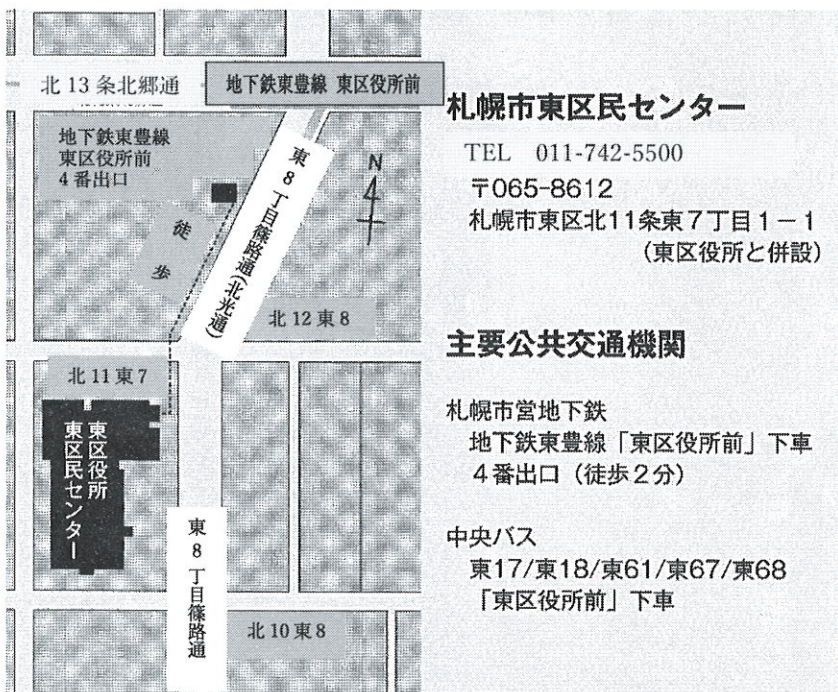 北13条北郷通
地下鉄東豊線 東区役所前
地下鉄東豊線
東区役所前
4番出口
徒歩
東8丁目篠路通(北光通)
N
北12東8
北11東7
東区役所
東区民センター
東8丁目篠路通
北10東8
札幌市東区民センター
TEL 011-742-5500
〒065-8612
札幌市東区北11条東7丁目1－1
(東区役所と併設)
主要公共交通機関
札幌市営地下鉄
地下鉄東豊線「東区役所前」下車
4番出口（徒歩2分）
中央バス
東17/東18/東61/東67/東68
「東区役所前」下車